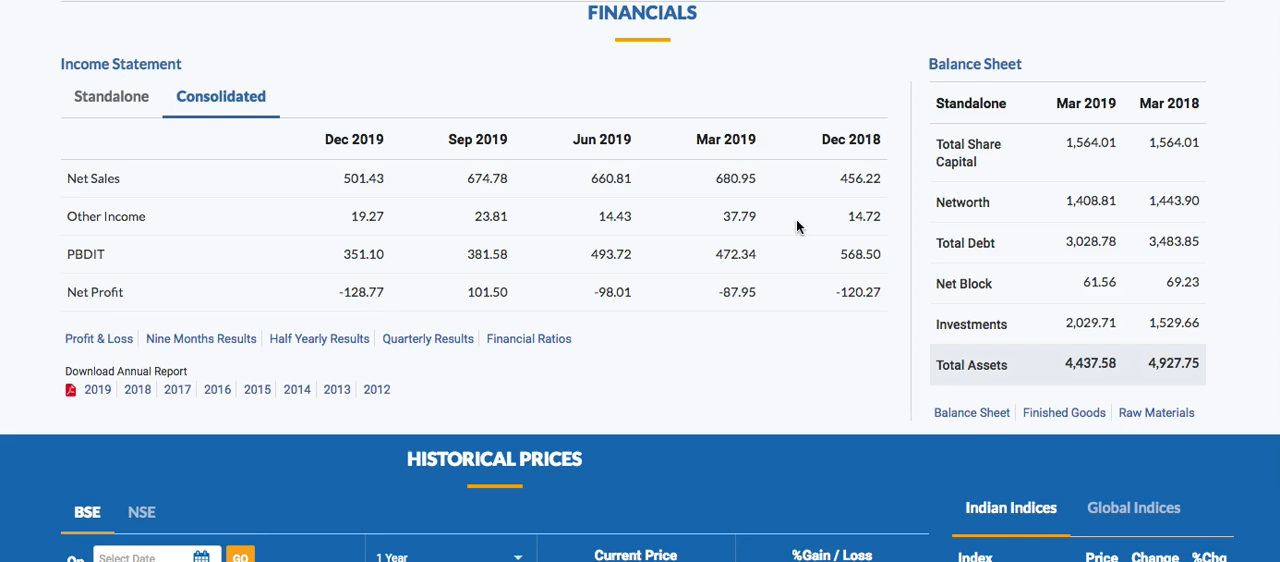 FINANCIALS
Income Statement
Standalone Consolidated
Dec 2019 Sep 2019 Jun 2019 Mar 2019 Dec 2018
Net Sales 501.43 674.78 660.81 680.95 456.22
Other Income 19.27 23.81 14.43 37.79 14.72
PBDIT 351.10 381.58 493.72 472.34 568.50
Net Profit -128.77 101.50 -98.01 -87.95 -120.27
Profit & Loss Nine Months Results Half Yearly Results Quarterly Results Financial Ratios
Download Annual Report
2019 2018 2017 2016 2015 2014 2013 2012
Balance Sheet
Standalone Mar 2019 Mar 2018
Total Share Capital 1,564.01 1,564.01
Networth 1,408.81 1,443.90
Total Debt 3,028.78 3,483.85
Net Block 61.56 69.23
Investments 2,029.71 1,529.66
Total Assets 4,437.58 4,927.75
Balance Sheet Finished Goods Raw Materials
HISTORICAL PRICES
BSE NSE
On Select Date GO 1 Year Current Price %Gain / Loss
Indian Indices Global Indices
Index Price Change %Chg